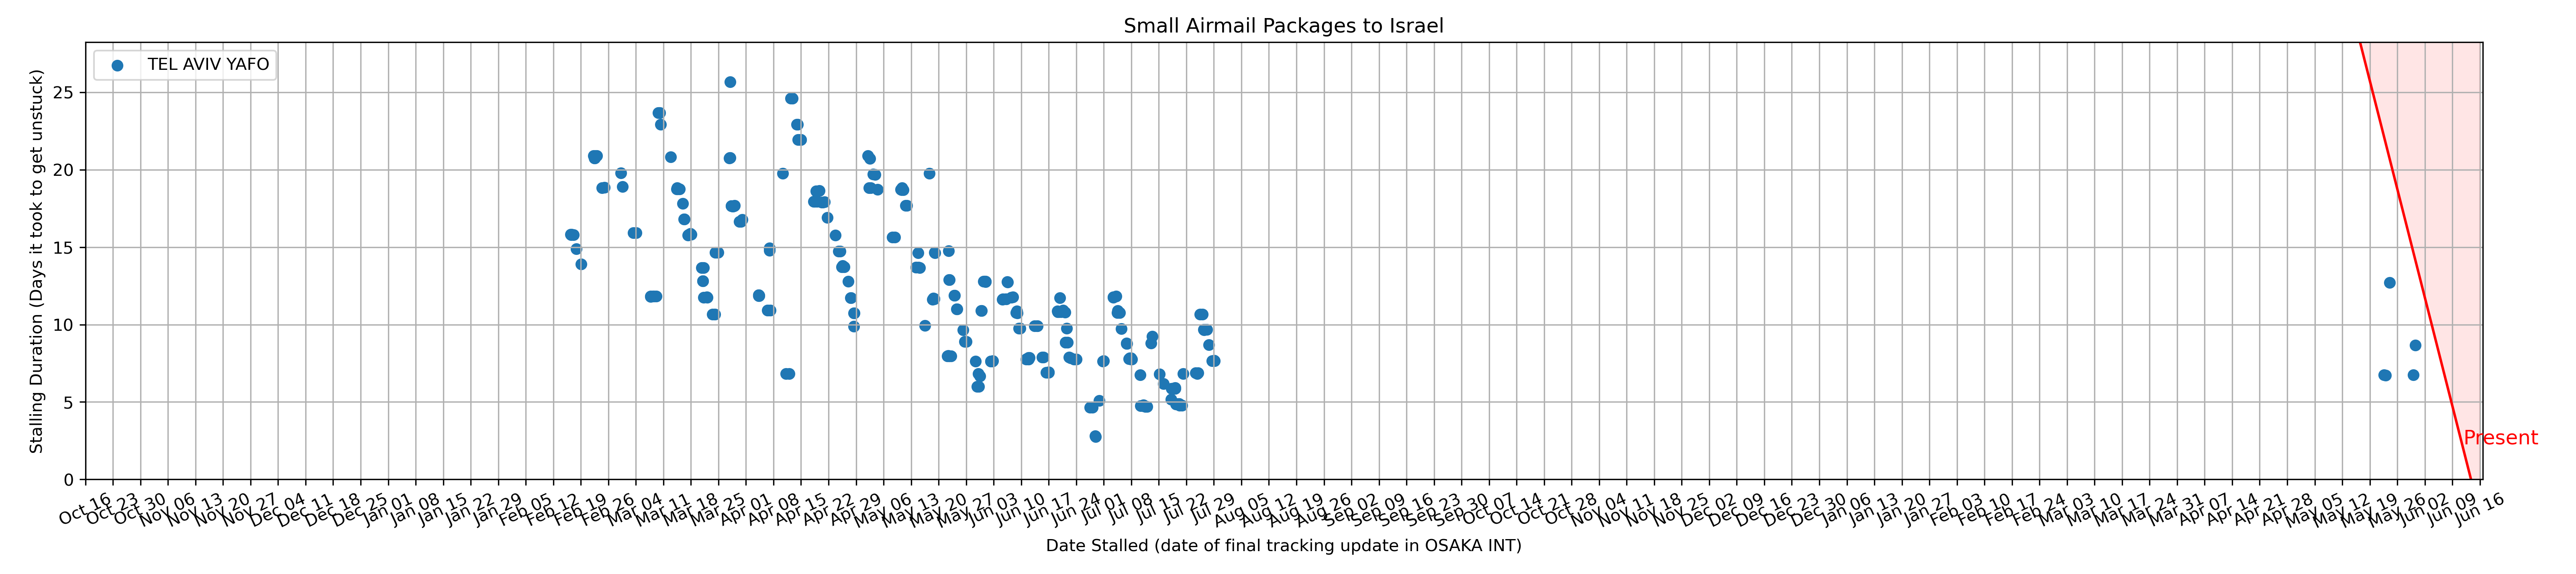 Small Airmail Packages to Israel
TEL AVIV YAFO
Stalling Duration (Days it took to get unstuck)
25
20
15
10
5
0
Present
Oct 16
Oct 23
Oct 30
Nov 06
Nov 13
Nov 20
Nov 27
Dec 04
Dec 11
Dec 18
Dec 25
Jan 01
Jan 08
Jan 15
Jan 22
Jan 29
Feb 05
Feb 12
Feb 19
Feb 26
Mar 04
Mar 11
Mar 18
Mar 25
Apr 01
Apr 08
Apr 15
Apr 22
Apr 29
May 06
May 13
May 20
May 27
Jun 03
Jun 10
Jun 17
Jun 24
Jul 01
Jul 08
Jul 15
Jul 22
Jul 29
Aug 05
Aug 12
Aug 19
Aug 26
Sep 02
Sep 09
Sep 16
Sep 23
Sep 30
Oct 07
Oct 14
Oct 21
Oct 28
Nov 04
Nov 11
Nov 18
Nov 25
Dec 02
Dec 09
Dec 16
Dec 23
Dec 30
Jan 06
Jan 13
Jan 20
Jan 27
Feb 03
Feb 10
Feb 17
Feb 24
Mar 03
Mar 10
Mar 17
Mar 24
Mar 31
Apr 07
Apr 14
Apr 21
Apr 28
May 05
May 12
May 19
May 26
Jun 02
Jun 09
Jun 16
Date Stalled (date of final tracking update in OSAKA INT)